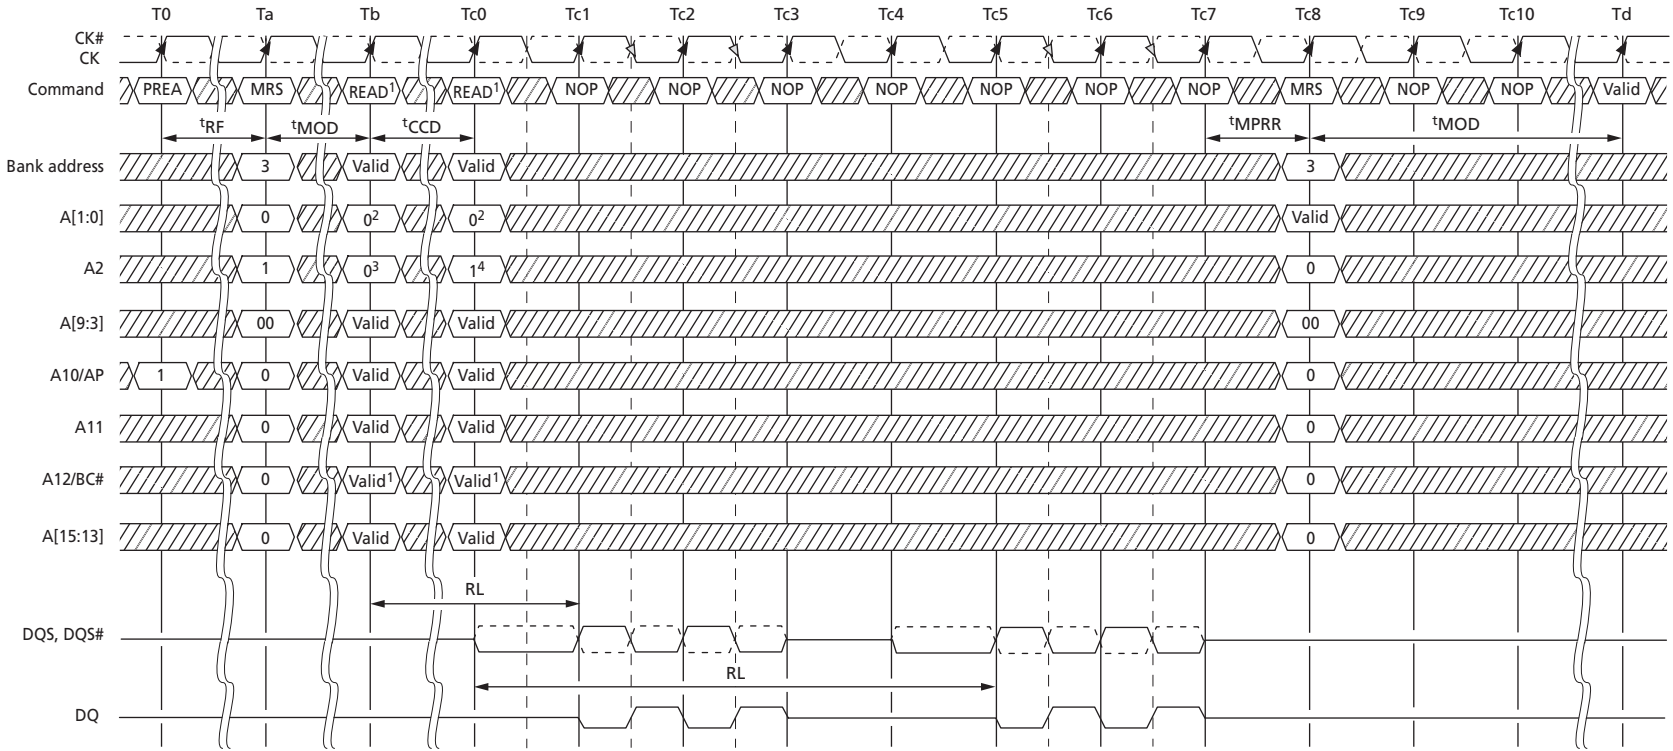 T0 Ta Tb Tc0 Tc1 Tc2 Tc3 Tc4 Tc5 Tc6 Tc7 Tc8 Tc9 Tc10 Td
CK#
CK
Command PREA MRS READ¹ READ¹ NOP NOP NOP NOP NOP NOP NOP MRS NOP NOP Valid
tRF tMOD tCCD tMPRR tMOD
Bank address 3 Valid Valid 3
A[1:0] 0 0² 0² Valid
A2 1 0³ 1⁴ 0
A[9:3] 00 Valid Valid 00
A10/AP 1 0 Valid Valid 0
A11 0 Valid Valid 0
A12/BC# 0 Valid¹ Valid¹ 0
A[15:13] 0 Valid Valid 0
RL
DQS, DQS#
RL
DQ